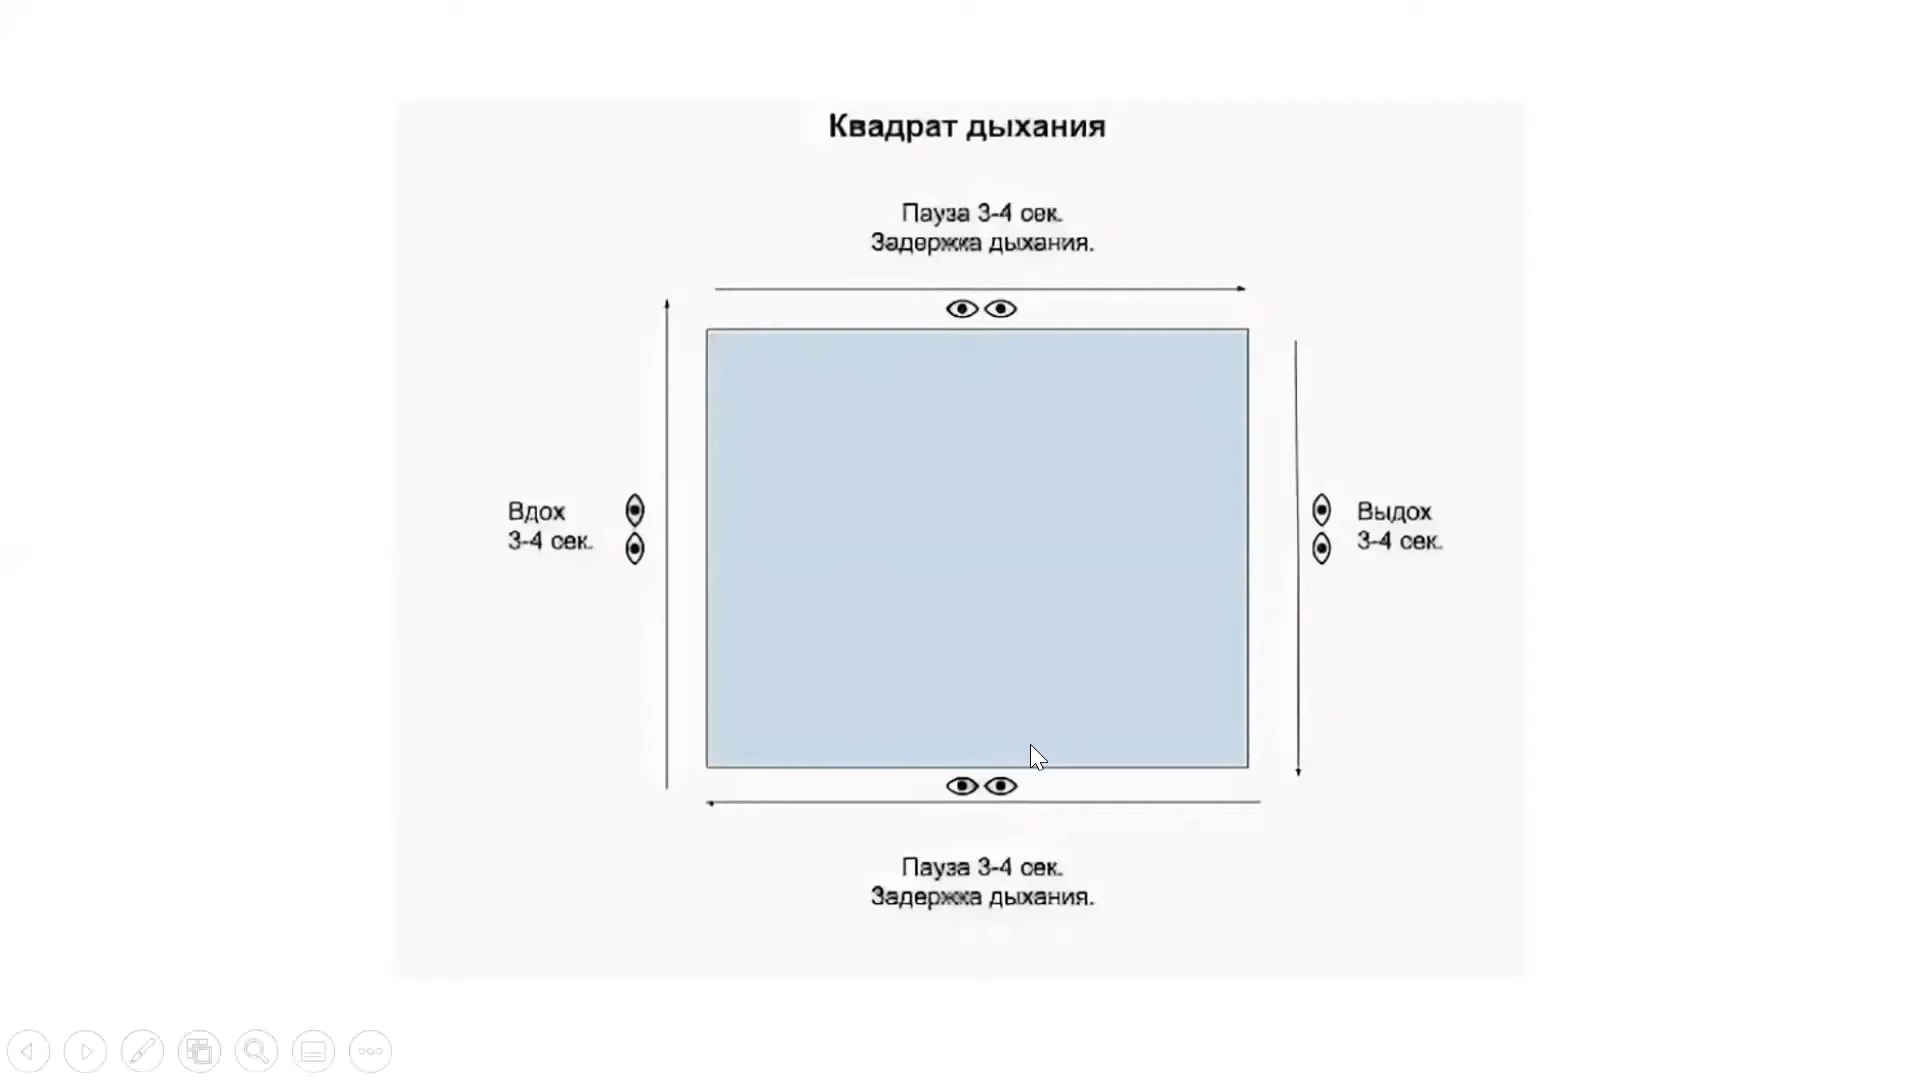 Квадрат дыхания
Пауза 3-4 сек.
Задержка дыхания.
Вдох
3-4 сек.
Выдох
3-4 сек.
Пауза 3-4 сек.
Задержка дыхания.